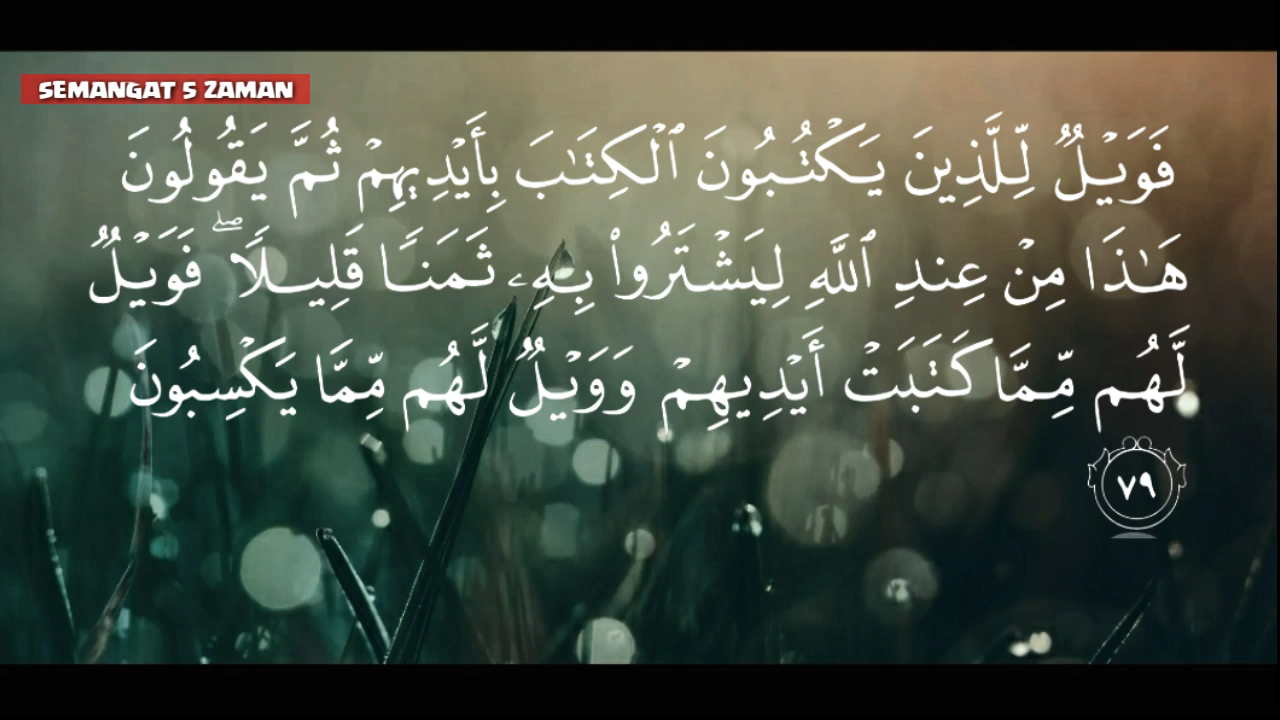 SEMANGAT 5 ZAMAN
فَوَيْلٌ لِّلَّذِينَ يَكْتُبُونَ ٱلْكِتَٰبَ بِأَيْدِيهِمْ ثُمَّ يَقُولُونَ
هَٰذَا مِنْ عِندِ ٱللَّهِ لِيَشْتَرُوا۟ بِهِۦ ثَمَنًا قَلِيلًا ۖ فَوَيْلٌ
لَّهُم مِّمَّا كَتَبَتْ أَيْدِيهِمْ وَوَيْلٌ لَّهُم مِّمَّا يَكْسِبُونَ
٧٩